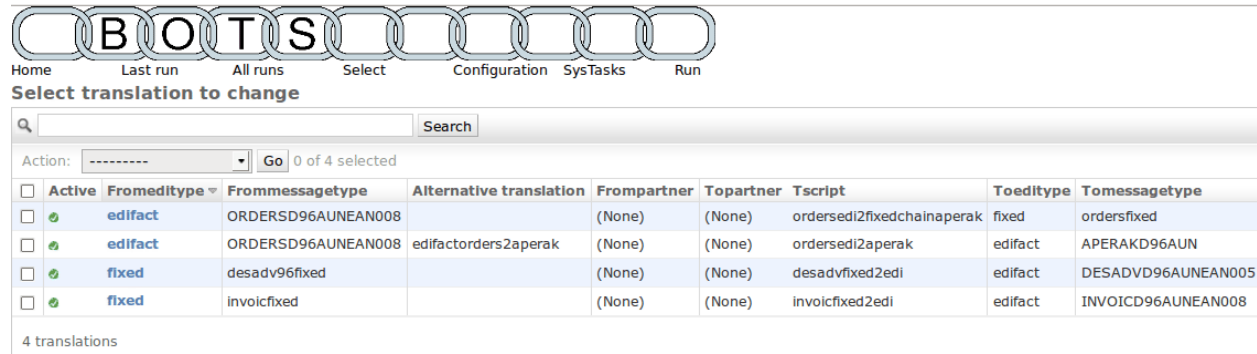 BOTS
Home Last run All runs Select Configuration SysTasks Run
Select translation to change
Search
Action: --------- Go 0 of 4 selected
Active Fromeditype Frommessagetype Alternative translation Frompartner Topartner Tscript Toeditype Tomessagetype
edifact ORDERSD96AUNEAN008 (None) (None) ordersedi2fixedchainaperak fixed ordersfixed
edifact ORDERSD96AUNEAN008 edifactorders2aperak (None) (None) ordersedi2aperak edifact APERAKD96AUN
fixed desadv96fixed (None) (None) desadvfixed2edi edifact DESADVD96AUNEAN005
fixed invoicfixed (None) (None) invoicfixed2edi edifact INVOICD96AUNEAN008
4 translations